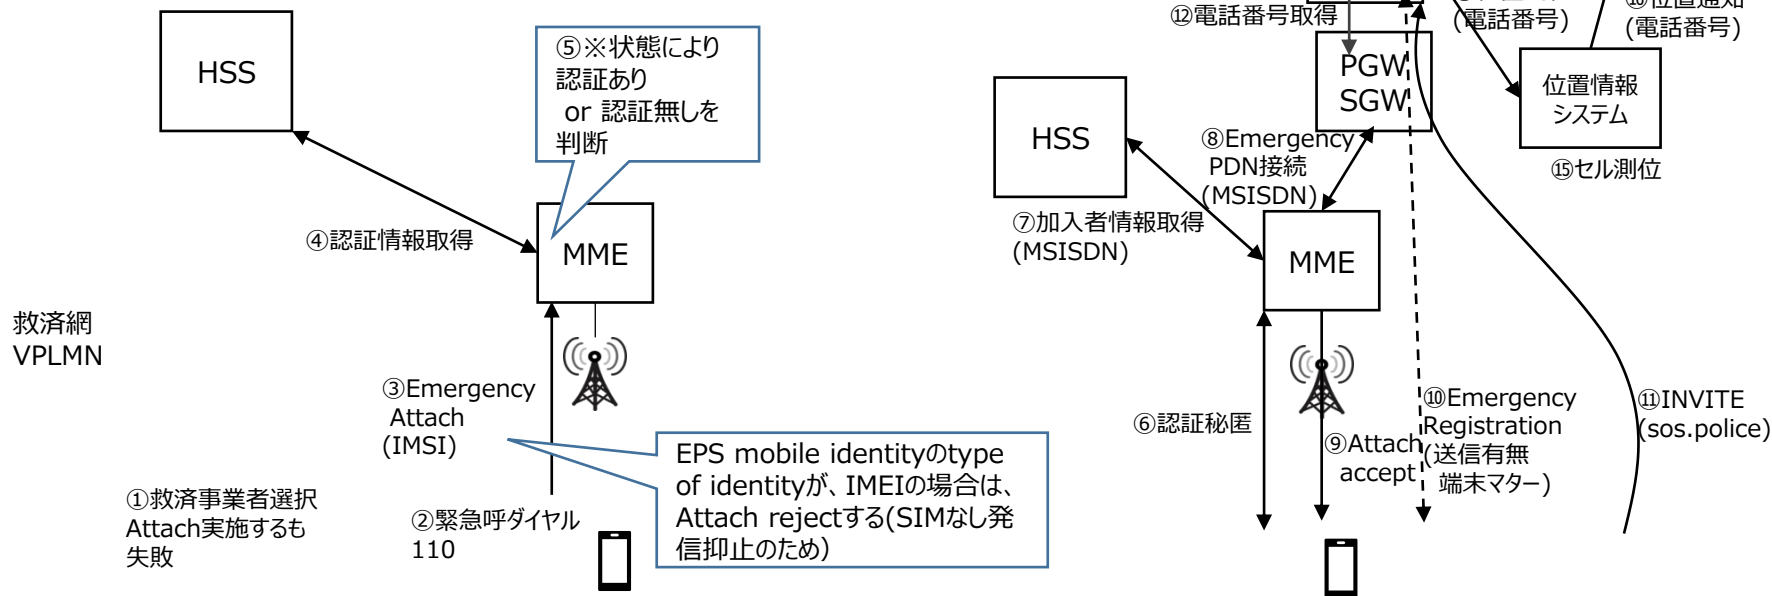 HSS
⑤※状態により
認証あり
or 認証無しを
判断
④認証情報取得
MME
救済網
VPLMN
③Emergency
Attach
(IMSI)
EPS mobile identityのtype
of identityが、IMEIの場合は、
Attach rejectする(SIMなし発
信抑止のため)
①救済事業者選択
Attach実施するも
失敗
②緊急呼ダイヤル
110
⑫電話番号取得
(電話番号)
(電話番号)
PGW
SGW
位置情報
システム
⑮セル測位
HSS
⑧Emergency
PDN接続
(MSISDN)
⑦加入者情報取得
(MSISDN)
MME
⑥認証秘匿
⑨Attach
accept
⑩Emergency
Registration
(送信有無
端末マター)
⑪INVITE
(sos.police)